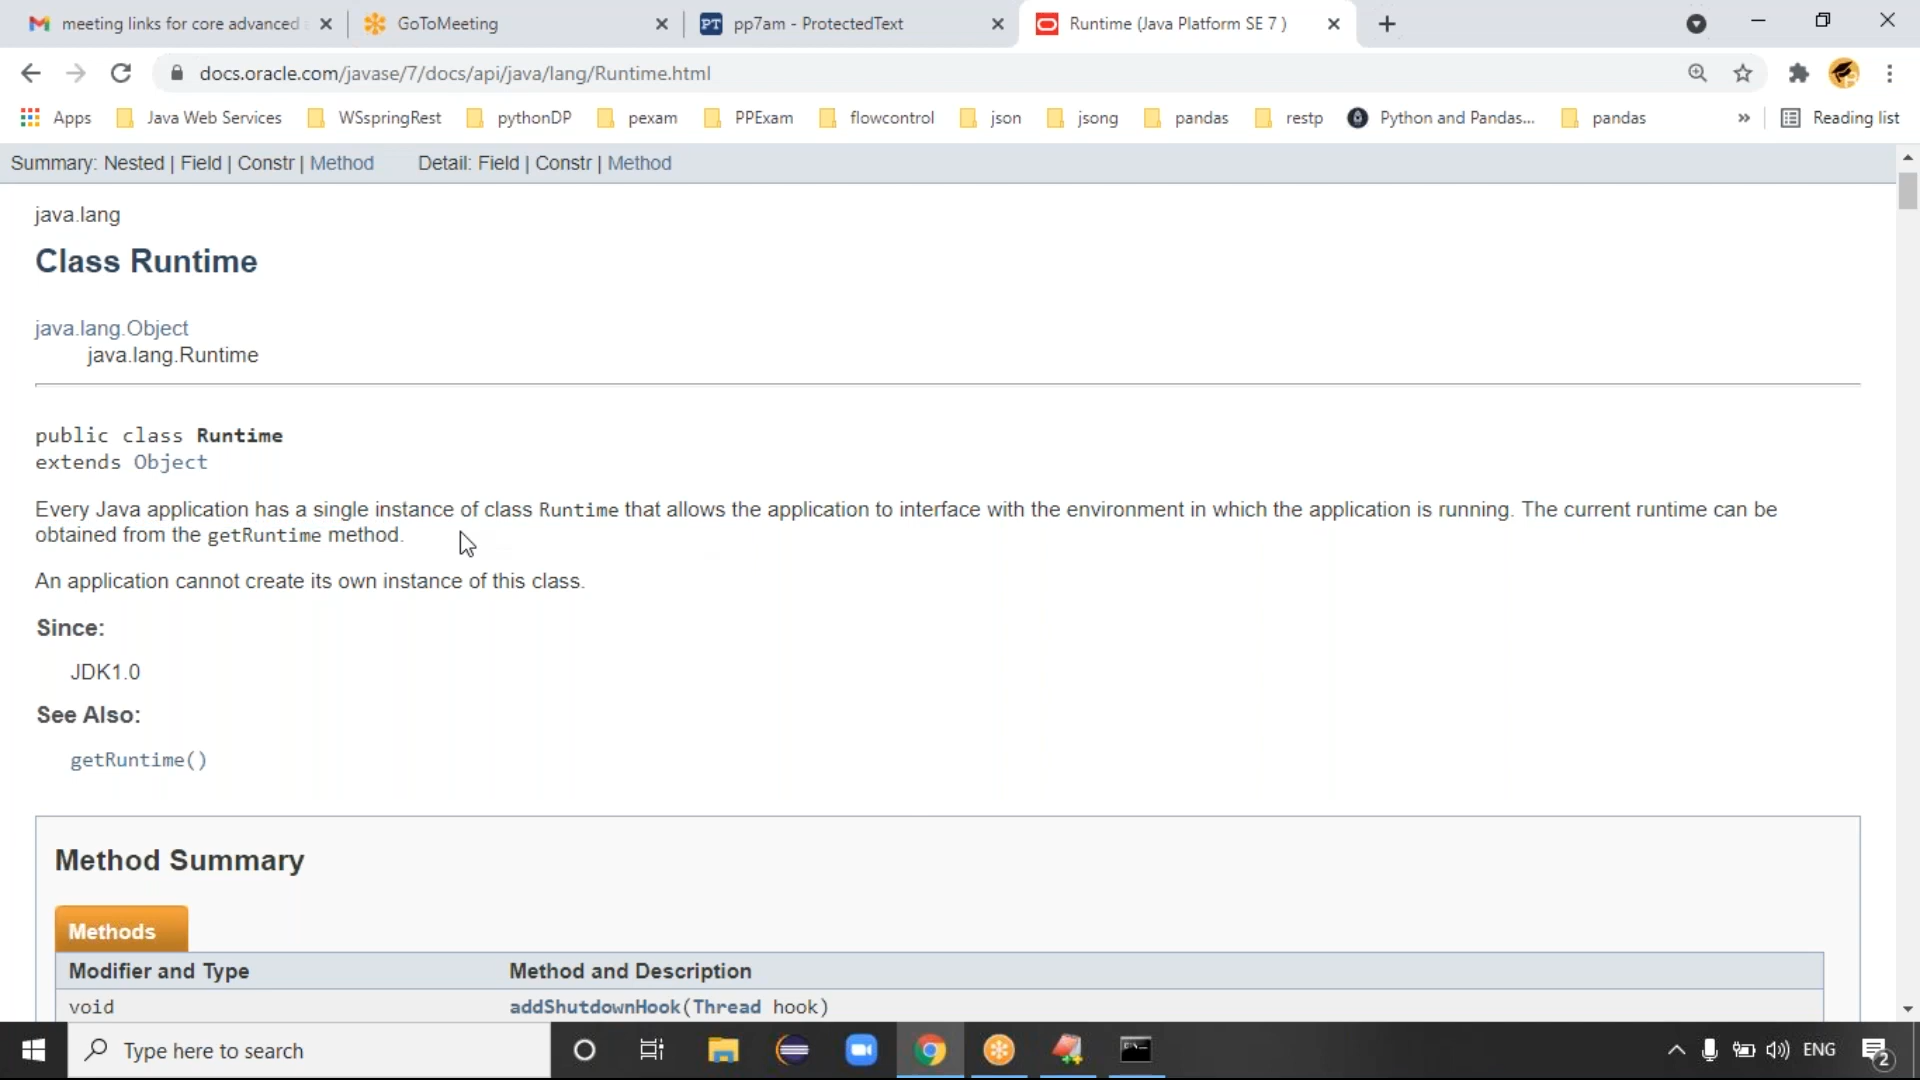 meeting links for core advanced
GoToMeeting
pp7am - ProtectedText
Runtime (Java Platform SE 7 )
docs.oracle.com/javase/7/docs/api/java/lang/Runtime.html
Apps
Java Web Services
WSspringRest
pythonDP
pexam
PPExam
flowcontrol
json
jsong
pandas
restp
Python and Pandas...
pandas
»
Reading list
Summary: Nested | Field | Constr | Method Detail: Field | Constr | Method
java.lang
Class Runtime
java.lang.Object
java.lang.Runtime
public class Runtime
extends Object
Every Java application has a single instance of class Runtime that allows the application to interface with the environment in which the application is running. The current runtime can be
obtained from the getRuntime method.
An application cannot create its own instance of this class.
Since:
JDK1.0
See Also:
getRuntime()
Method Summary
Methods
Modifier and Type Method and Description
void addShutdownHook(Thread hook)
Type here to search
ENG
2